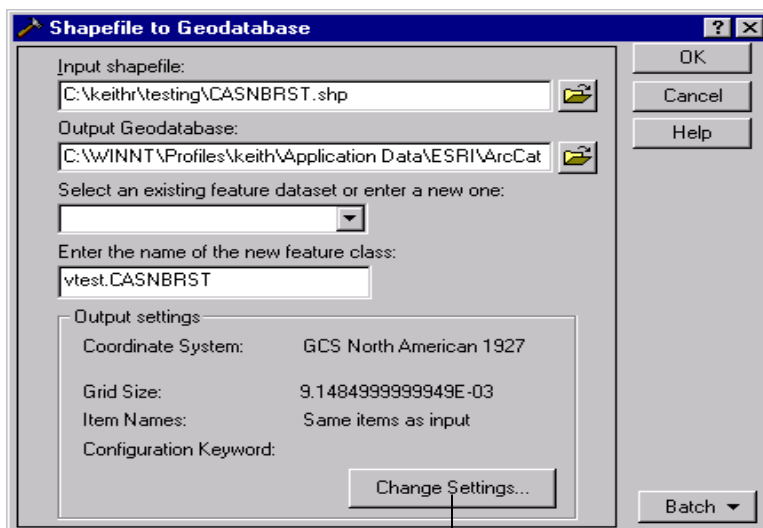 Shapefile to Geodatabase
Input shapefile:
C:\keithr\testing\CASNBRST.shp
Output Geodatabase:
C:\WINNT\Profiles\keith\Application Data\ESRI\ArcCat
Select an existing feature dataset or enter a new one:
Enter the name of the new feature class:
vtest.CASNBRST
Output settings
Coordinate System: GCS North American 1927
Grid Size: 9.1484999999949E-03
Item Names: Same items as input
Configuration Keyword:
Change Settings...
OK
Cancel
Help
Batch